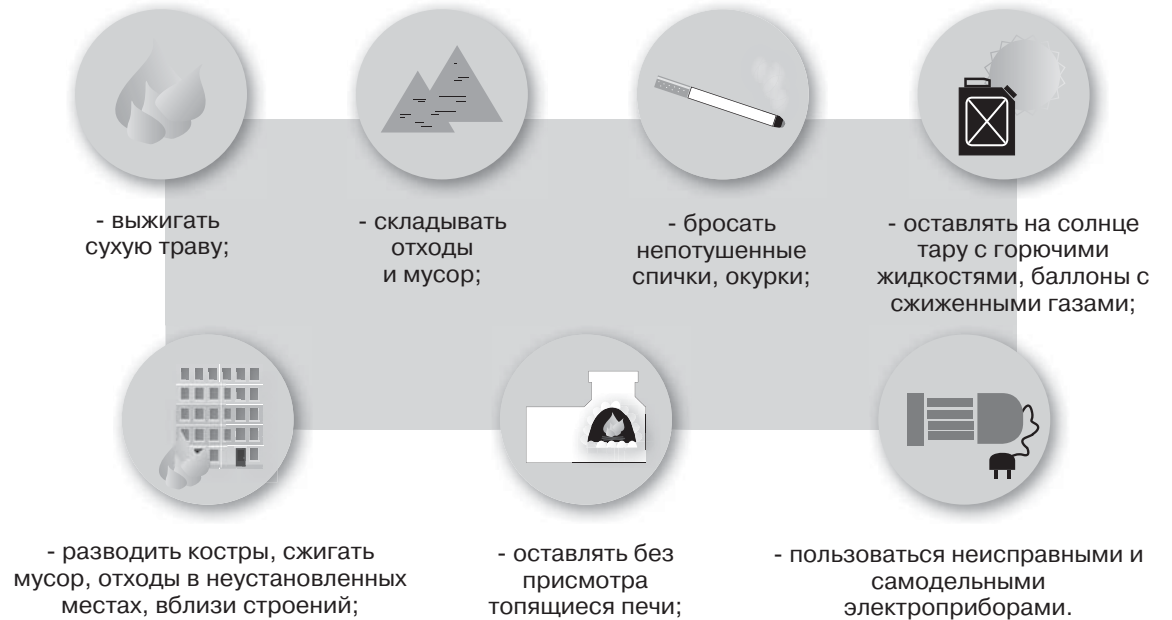 - выжигать
сухую траву;
- складывать
отходы
и мусор;
- бросать
непотушенные
спички, окурки;
- оставлять на солнце
тару с горючими
жидкостями, баллоны с
сжиженными газами;
- разводить костры, сжигать
мусор, отходы в неустановленных
местах, вблизи строений;
- оставлять без
присмотра
топящиеся печи;
- пользоваться неисправными и
самодельными
электроприборами.